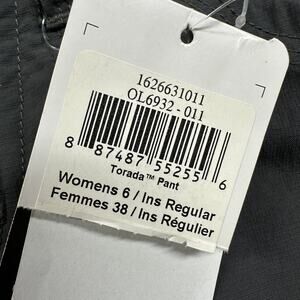 1626631011
OL6932 - 011
8 87487 55255 6
Torada™ Pant
Womens 6 / Ins Regular
Femmes 38 / Ins Régulier